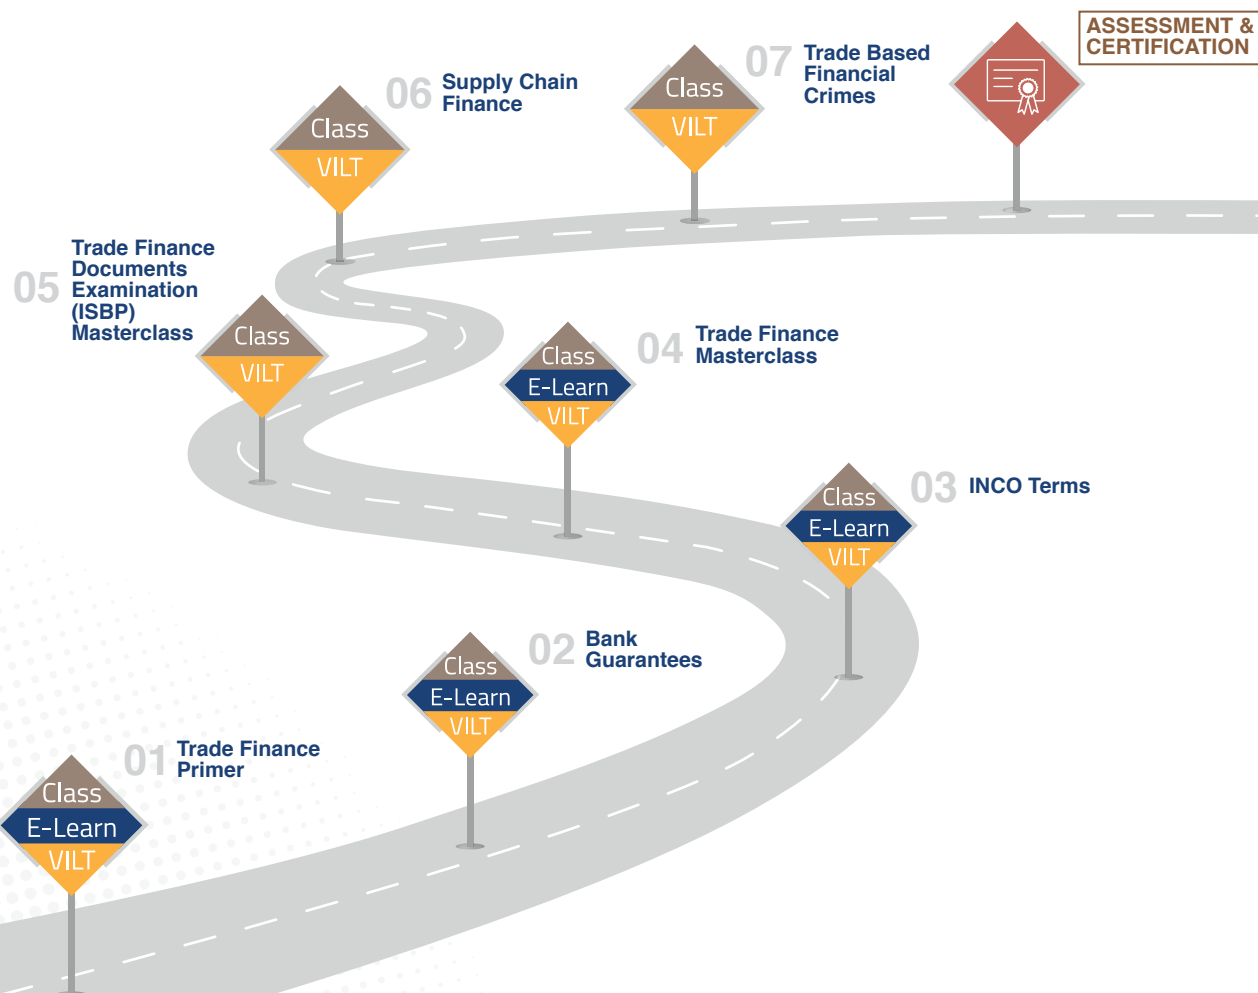 ASSESSMENT &
CERTIFICATION
07
Trade Based
Financial
Crimes
Class
VILT
06
Supply Chain
Finance
Class
VILT
05
Trade Finance
Documents
Examination
(ISBP)
Masterclass
Class
VILT
04
Trade Finance
Masterclass
Class
E-Learn
VILT
03
INCO Terms
Class
E-Learn
VILT
02
Bank
Guarantees
Class
E-Learn
VILT
01
Trade Finance
Primer
Class
E-Learn
VILT